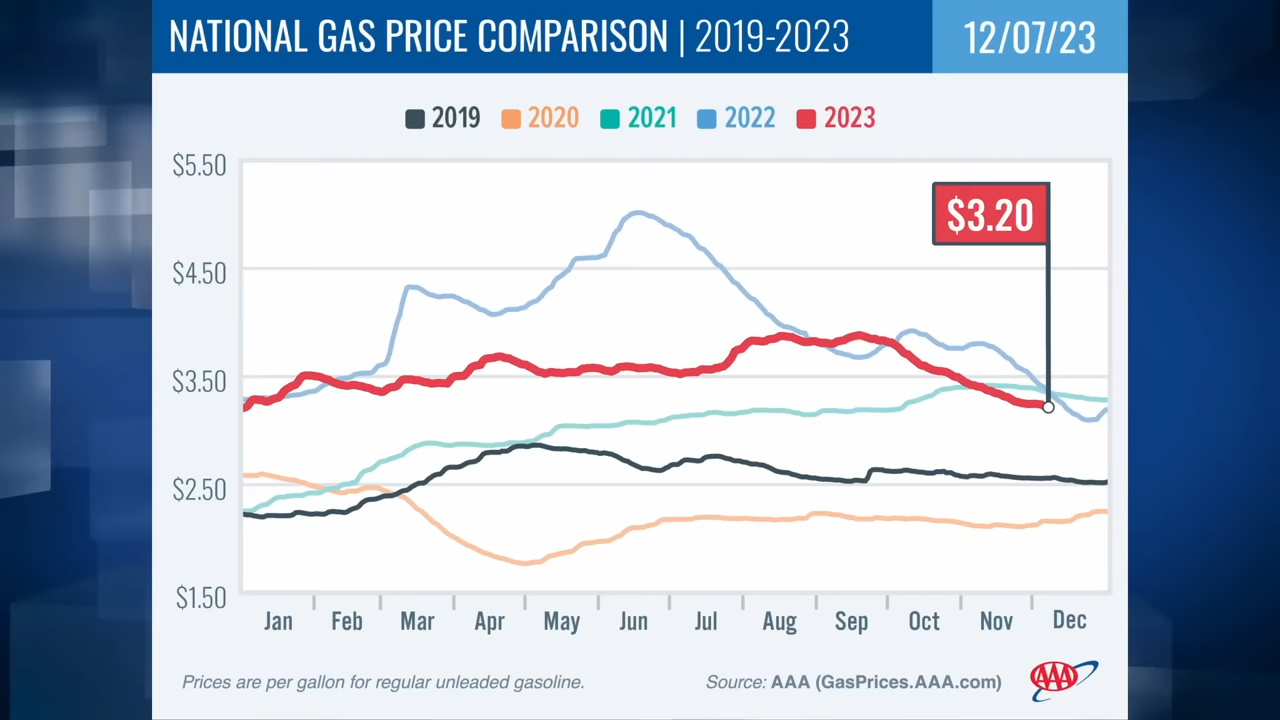 NATIONAL GAS PRICE COMPARISON | 2019-2023
12/07/23
2019 2020 2021 2022 2023
$5.50
$3.20
$4.50
$3.50
$2.50
$1.50
Jan Feb Mar Apr May Jun Jul Aug Sep Oct Nov Dec
Prices are per gallon for regular unleaded gasoline.
Source: AAA (GasPrices.AAA.com)
AAA